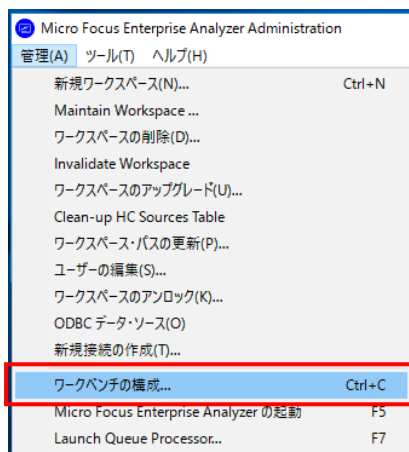 Micro Focus Enterprise Analyzer Administration
管理(A) ツール(T) ヘルプ(H)
新規ワークスペース(N)... Ctrl+N
Maintain Workspace ...
ワークスペースの削除(D)...
Invalidate Workspace
ワークスペースのアップグレード(U)...
Clean-up HC Sources Table
ワークスペース・パスの更新(P)...
ユーザーの編集(S)...
ワークスペースのアンロック(K)...
ODBC データ・ソース(O)
新規接続の作成(T)...
ワークベンチの構成... Ctrl+C
Micro Focus Enterprise Analyzer の起動 F5
Launch Queue Processor... F7